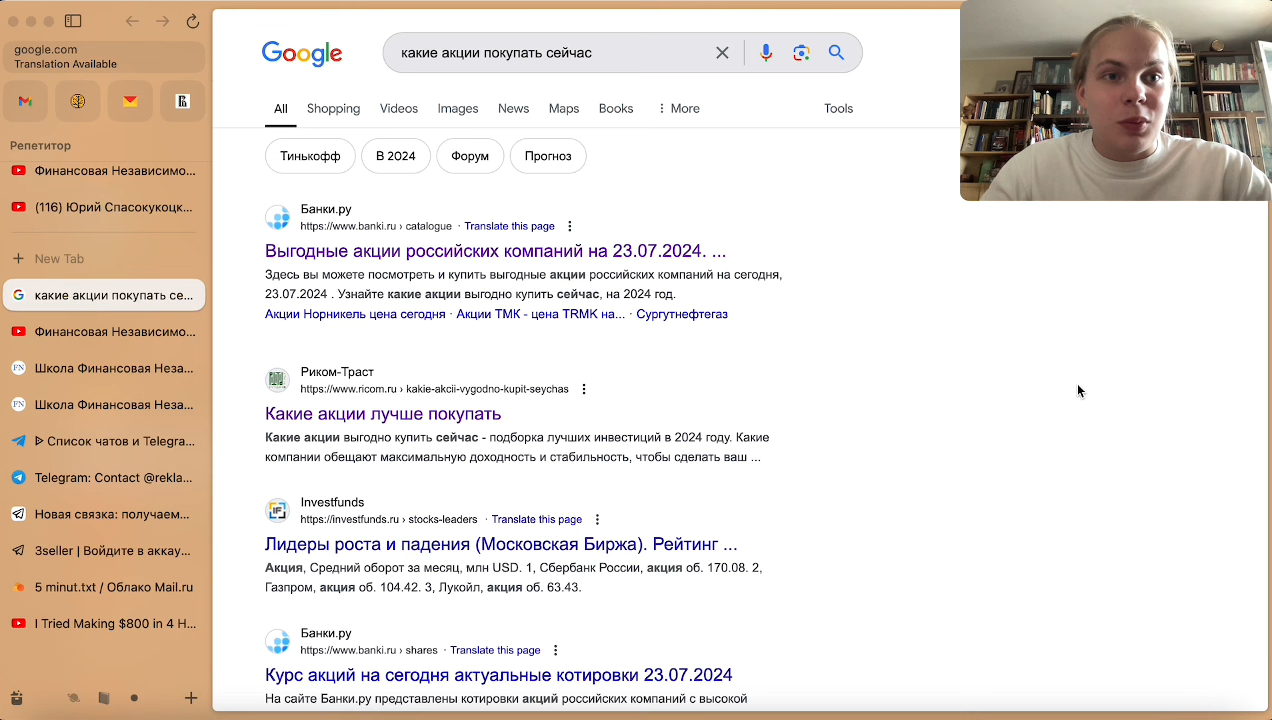 google.com
Translation Available
Репетитор
Финансовая Независимо...
(116) Юрий Спасокукоцк...
New Tab
какие акции покупать се...
Финансовая Независимо...
Школа Финансовая Неза...
Школа Финансовая Неза...
ᐈ Список чатов и Telegra...
Telegram: Contact @rekla...
Новая связка: получаем...
3seller | Войдите в аккау...
5 minut.txt / Облако Mail.ru
I Tried Making $800 in 4 H...
Google
какие акции покупать сейчас
All Shopping Videos Images News Maps Books More Tools
Тинькофф В 2024 Форум Прогноз
Банки.ру
https://www.banki.ru › catalogue · Translate this page
Выгодные акции российских компаний на 23.07.2024. ...
Здесь вы можете посмотреть и купить выгодные акции российских компаний на сегодня,
23.07.2024 . Узнайте какие акции выгодно купить сейчас, на 2024 год.
Акции Норникель цена сегодня · Акции ТМК - цена TRMK на... · Сургутнефтегаз
Риком-Траст
https://www.ricom.ru › kakie-akcii-vygodno-kupit-seychas
Какие акции лучше покупать
Какие акции выгодно купить сейчас - подборка лучших инвестиций в 2024 году. Какие
компании обещают максимальную доходность и стабильность, чтобы сделать ваш ...
Investfunds
https://investfunds.ru › stocks-leaders · Translate this page
Лидеры роста и падения (Московская Биржа). Рейтинг ...
Акция, Средний оборот за месяц, млн USD. 1, Сбербанк России, акция об. 170.08. 2,
Газпром, акция об. 104.42. 3, Лукойл, акция об. 63.43.
Банки.ру
https://www.banki.ru › shares · Translate this page
Курс акций на сегодня актуальные котировки 23.07.2024
На сайте Банки.ру представлены котировки акций российских компаний с высокой